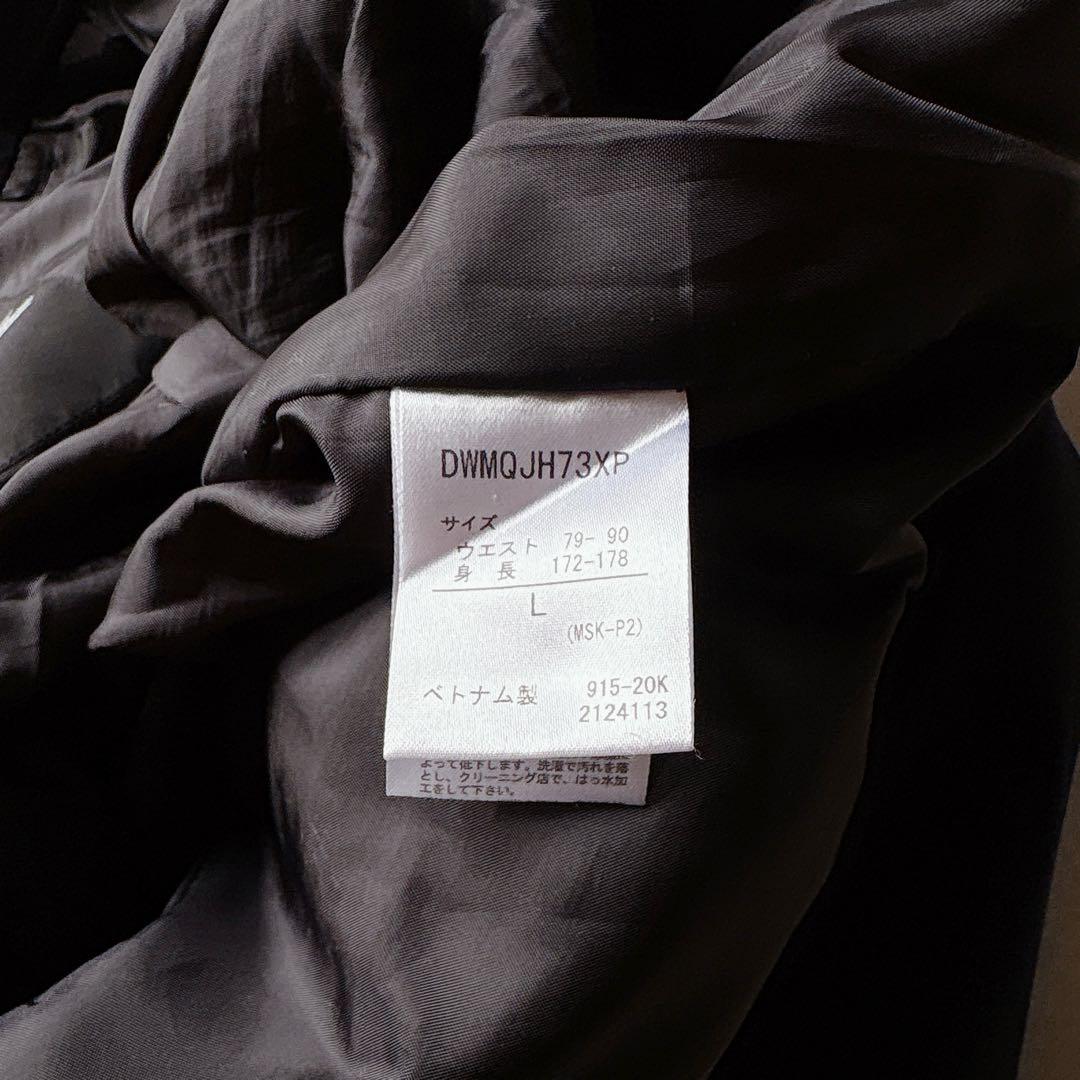 DWMQJH73XP
サイズ
ウエスト 79- 90
身 長 172-178
L
(MSK-P2)
ベトナム製 915-20K
2124113
よって低下します。洗濯で汚れを落
とし、クリーニング店で、はっ水加
工をして下さい。